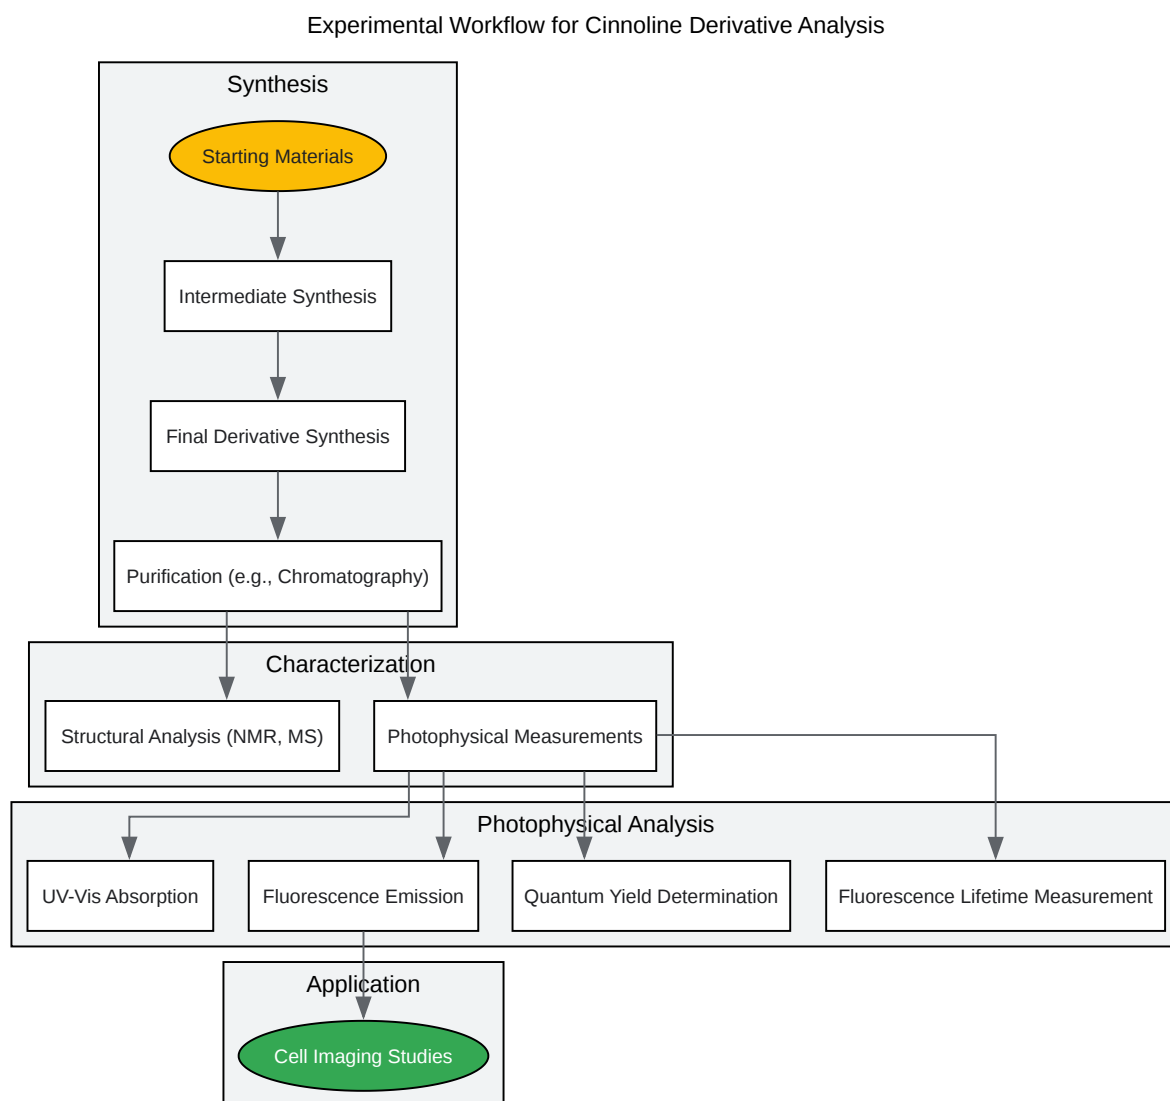 Experimental Workflow for Cinnoline Derivative Analysis
Synthesis
Starting Materials
Intermediate Synthesis
Final Derivative Synthesis
Purification (e.g., Chromatography)
Characterization
Structural Analysis (NMR, MS)
Photophysical Measurements
Photophysical Analysis
UV-Vis Absorption
Fluorescence Emission
Quantum Yield Determination
Fluorescence Lifetime Measurement
Application
Cell Imaging Studies